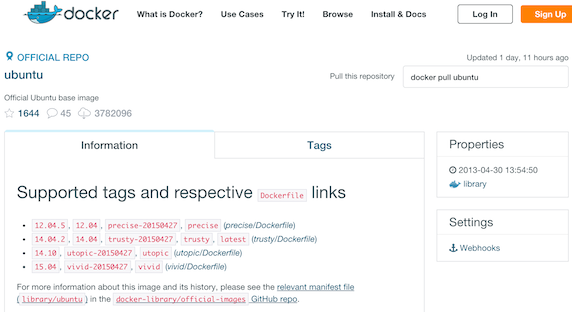 docker What is Docker? Use Cases Try It! Browse Install & Docs Log In Sign Up
OFFICIAL REPO Updated 1 day, 11 hours ago
ubuntu
Pull this repository docker pull ubuntu
Official Ubuntu base image
1644 45 3782096
Information Tags
Properties
2013-04-30 13:54:50
library
Supported tags and respective Dockerfile links
Settings
Webhooks
12.04.5, 12.04, precise-20150427, precise (precise/Dockerfile)
14.04.2, 14.04, trusty-20150427, trusty, latest (trusty/Dockerfile)
14.10, utopic-20150427, utopic (utopic/Dockerfile)
15.04, vivid-20150427, vivid (vivid/Dockerfile)
For more information about this image and its history, please see the relevant manifest file
(library/ubuntu) in the docker-library/official-images GitHub repo.